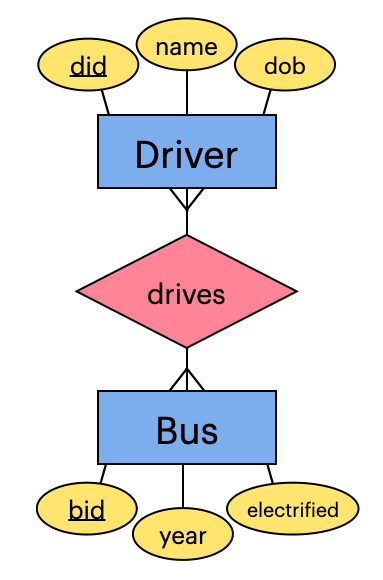 name
did
dob
Driver
drives
Bus
bid
electrified
year